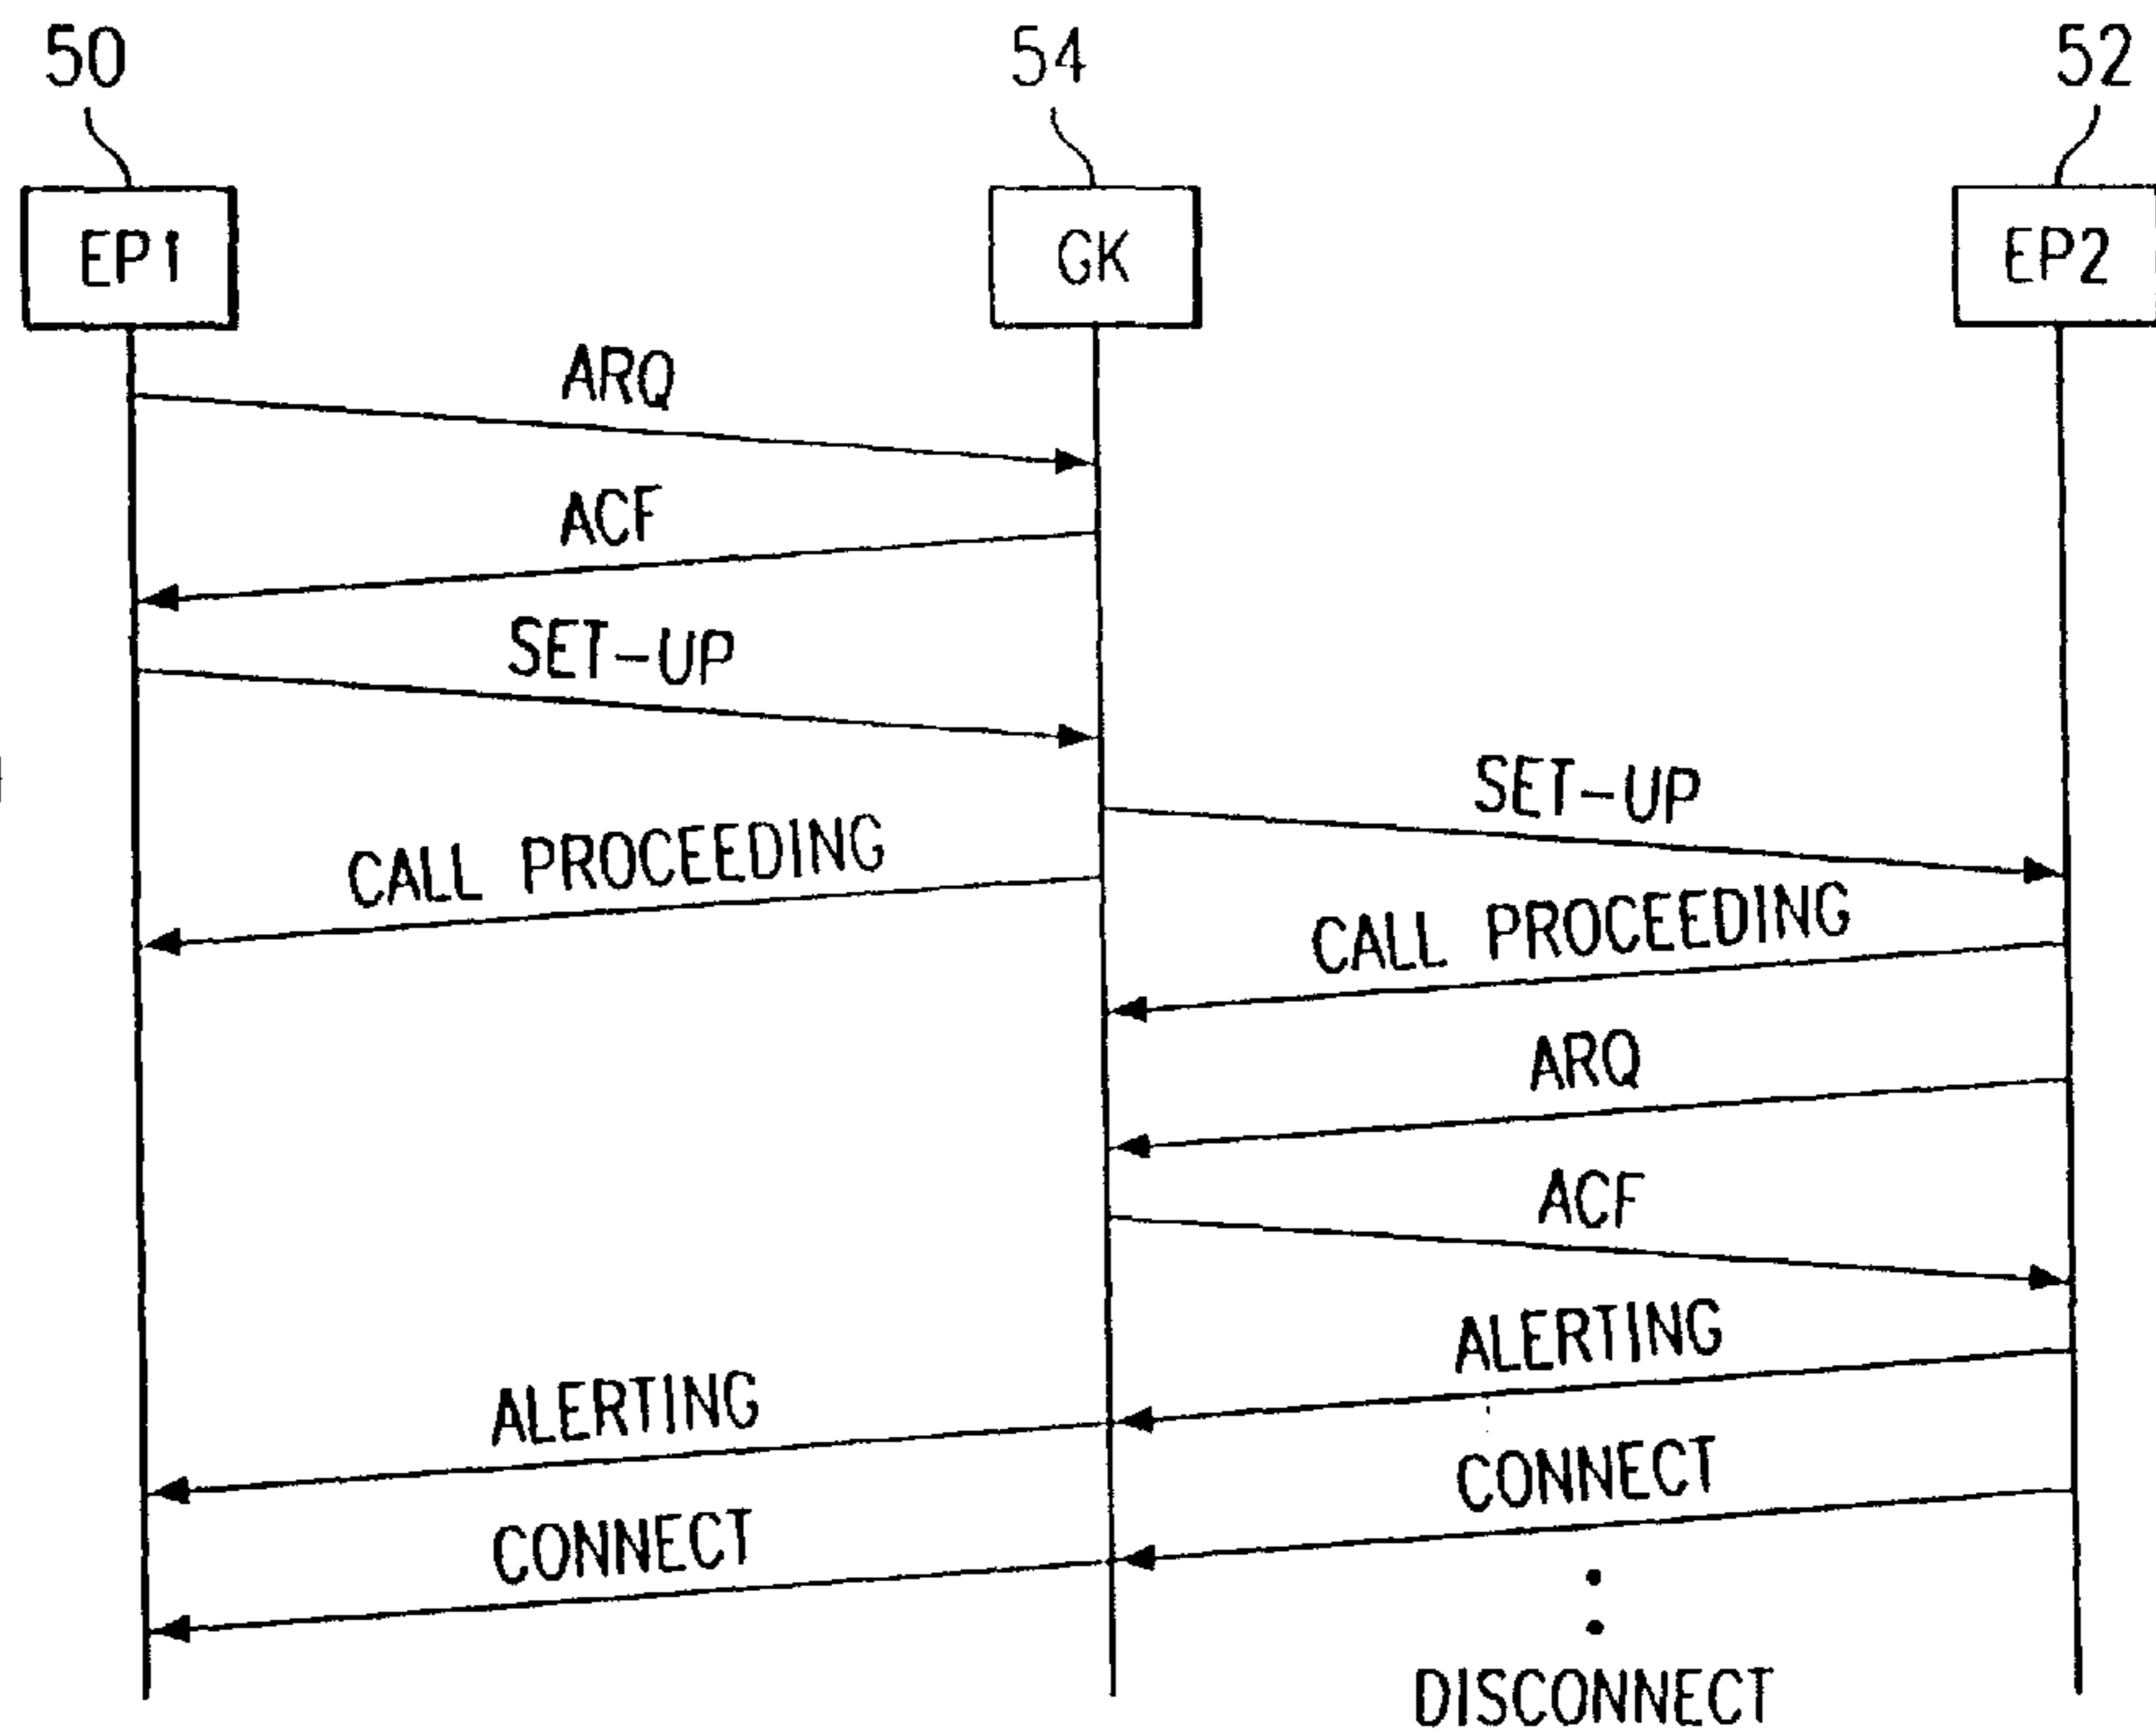 50
54
52
EP1
GK
EP2
ARQ
ACF
SET-UP
SET-UP
CALL PROCEEDING
CALL PROCEEDING
ARQ
ACF
ALERTING
ALERTING
CONNECT
CONNECT
DISCONNECT